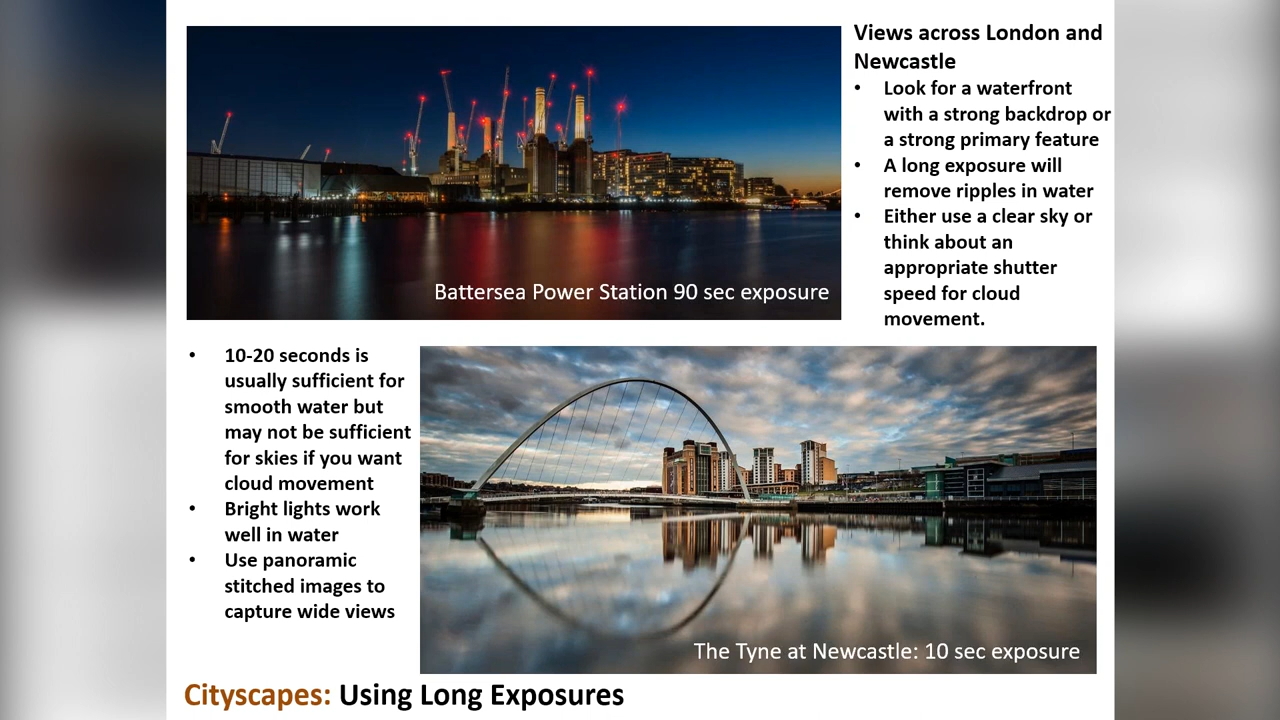 Views across London and
Newcastle
• Look for a waterfront
with a strong backdrop or
a strong primary feature
• A long exposure will
remove ripples in water
• Either use a clear sky or
think about an
appropriate shutter
speed for cloud
movement.
Battersea Power Station 90 sec exposure
• 10-20 seconds is
usually sufficient for
smooth water but
may not be sufficient
for skies if you want
cloud movement
• Bright lights work
well in water
• Use panoramic
stitched images to
capture wide views
The Tyne at Newcastle: 10 sec exposure
Cityscapes: Using Long Exposures